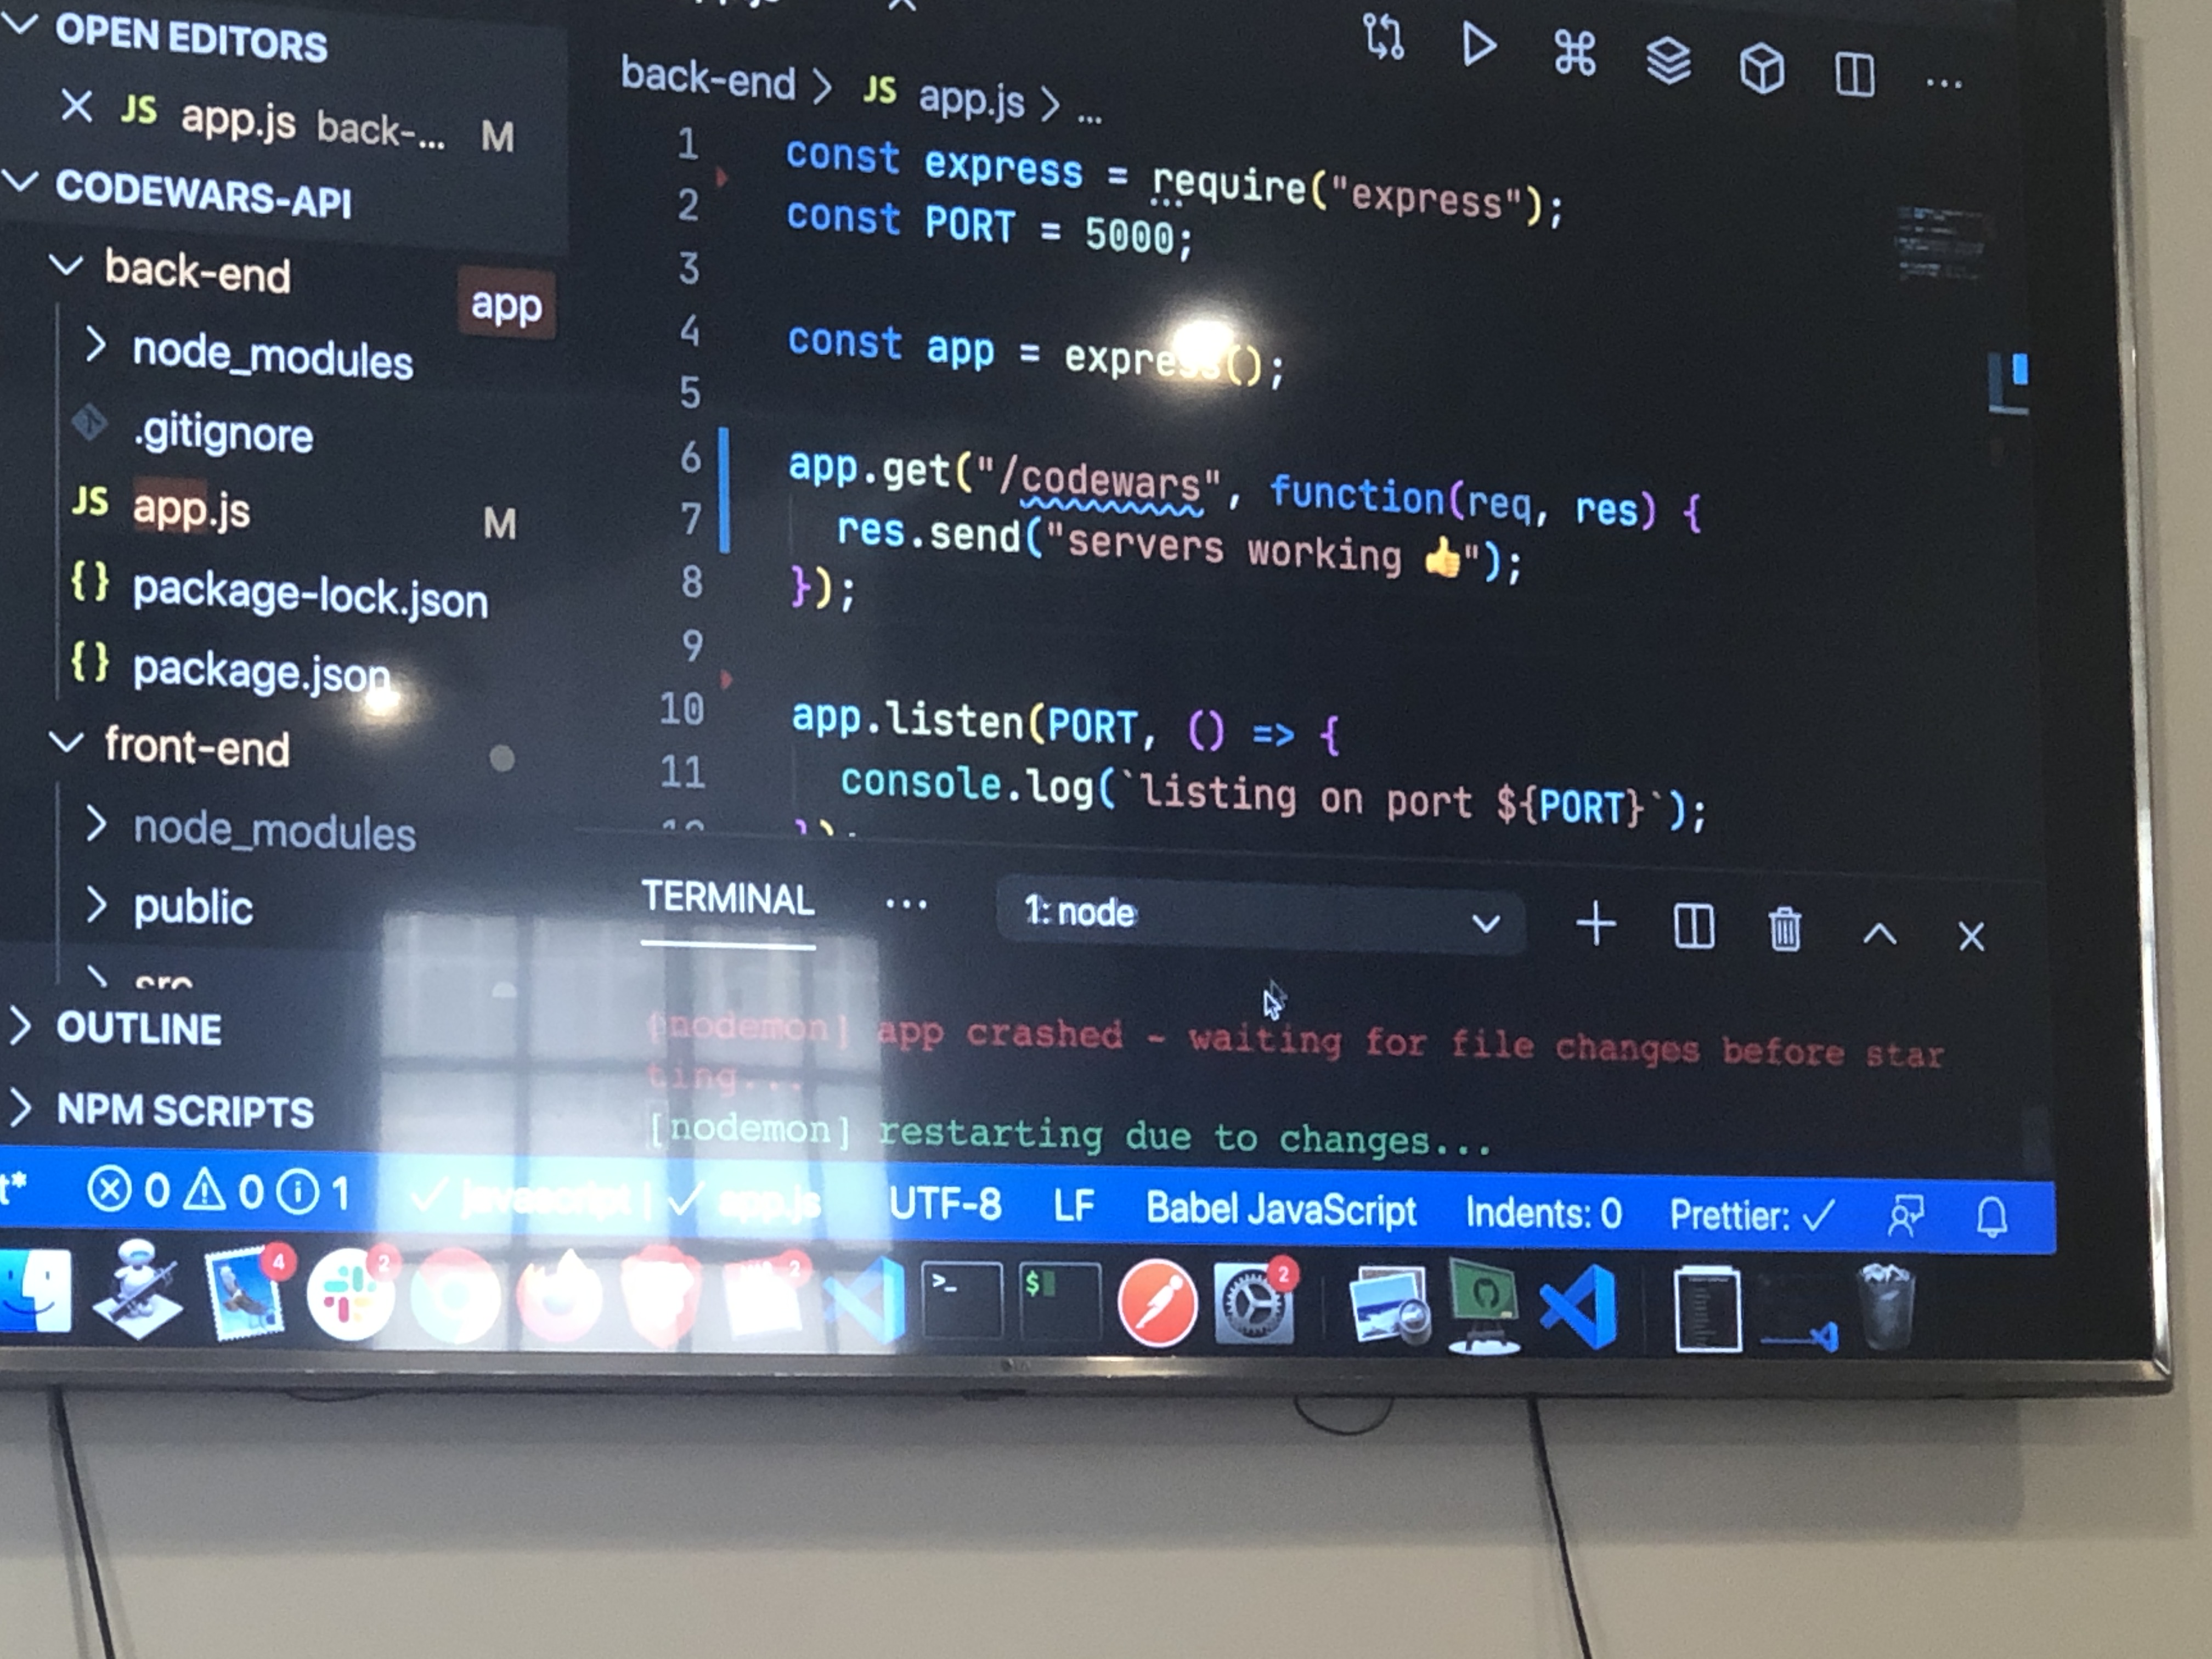 OPEN EDITORS
JS app.js back-... M
CODEWARS-API
back-end
app
node_modules
.gitignore
JS app.js M
{} package-lock.json
{} package.json
front-end
node_modules
public
src
OUTLINE
NPM SCRIPTS
back-end > JS app.js > ...
1 const express = require("express");
2 const PORT = 5000;
3
4 const app = express();
5
6 app.get("/codewars", function(req, res) {
7 res.send("servers working 👍");
8 });
9
10 app.listen(PORT, () => {
11 console.log(`listing on port ${PORT}`);
12 });
TERMINAL ... 1: node
[nodemon] app crashed - waiting for file changes before star
ting...
[nodemon] restarting due to changes...
t* 0 0 1 ✓ javascript | ✓ app.js UTF-8 LF Babel JavaScript Indents: 0 Prettier: ✓
4 2 2 >_ $ 2
LG